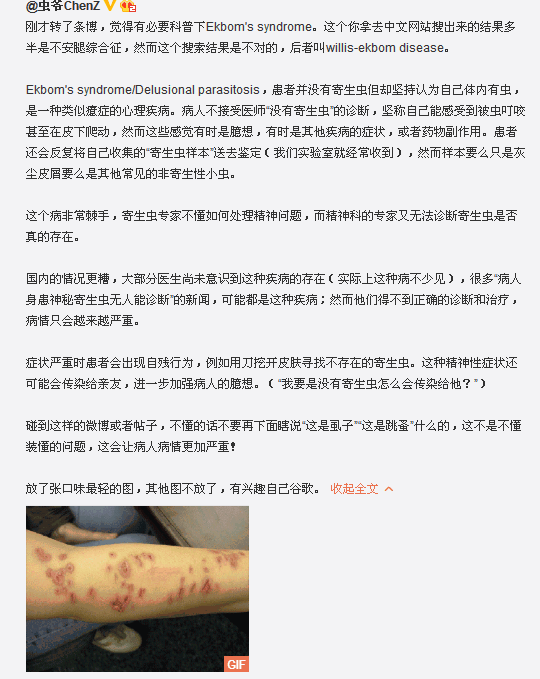 @虫爷ChenZ
刚才转了条博，觉得有必要科普下Ekbom's syndrome。这个你拿去中文网站搜出来的结果多
半是不安腿综合征，然而这个搜索结果是不对的，后者叫willis-ekbom disease。
Ekbom's syndrome/Delusional parasitosis，患者并没有寄生虫但却坚持认为自己体内有虫，
是一种类似癔症的心理疾病。病人不接受医师“没有寄生虫”的诊断，坚称自己能感受到被虫叮咬
甚至在皮下爬动，然而这些感觉有时是臆想，有时是其他疾病的症状，或者药物副作用。患者
还会反复将自己收集的“寄生虫样本”送去鉴定（我们实验室就经常收到），然而样本要么只是灰
尘皮屑要么是其他常见的非寄生性小虫。
这个病非常棘手，寄生虫专家不懂如何处理精神问题，而精神科的专家又无法诊断寄生虫是否
真的存在。
国内的情况更糟，大部分医生尚未意识到这种疾病的存在（实际上这种病不少见），很多“病人
身患神秘寄生虫无人能诊断”的新闻，可能都是这种疾病；然而他们得不到正确的诊断和治疗，
病情只会越来越严重。
症状严重时患者会出现自残行为，例如用刀挖开皮肤寻找不存在的寄生虫。这种精神性症状还
可能会传染给亲友，进一步加强病人的臆想。（“我要是没有寄生虫怎么会传染给他？”）
碰到这样的微博或者帖子，不懂的话不要再下面瞎说“这是虱子”“这是跳蚤”什么的，这不是不懂
装懂的问题，这会让病人病情更加严重！
放了张口味最轻的图，其他图不放了，有兴趣自己谷歌。 收起全文
GIF